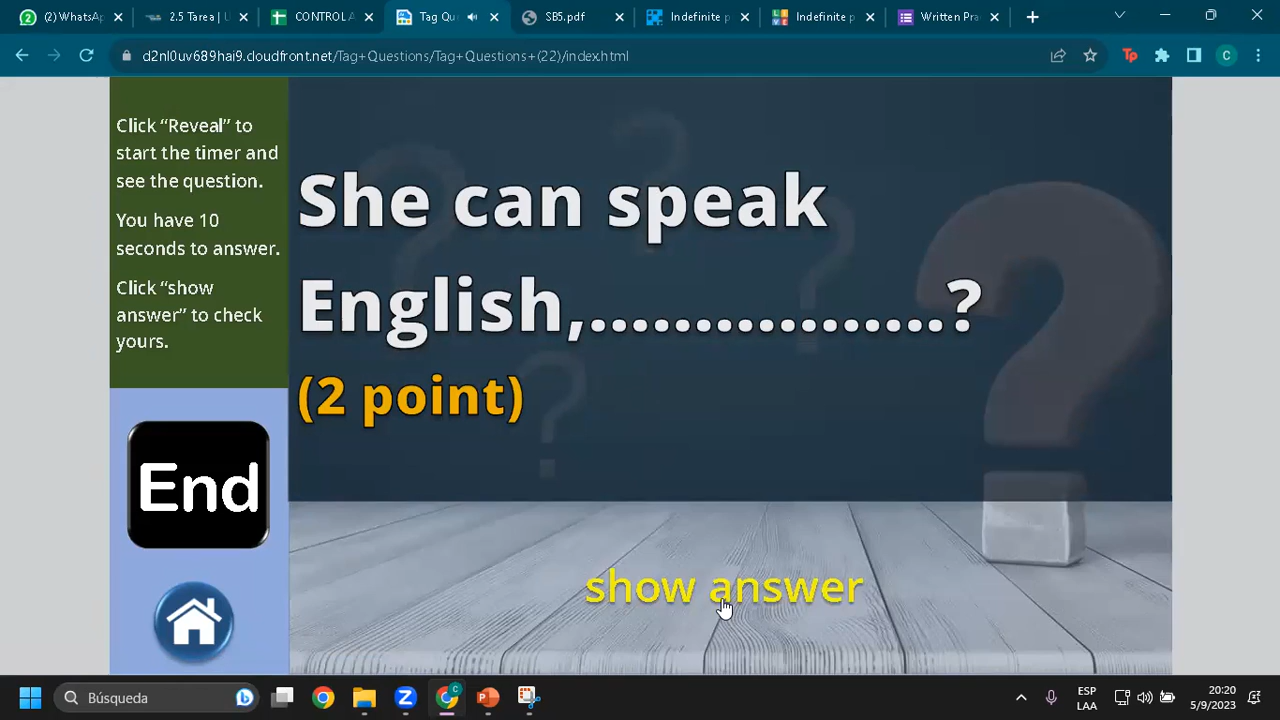 (2) WhatsAp
2.5 Tarea | U
CONTROL A
Tag Qu
SB5.pdf
Indefinite p
Indefinite p
Written Pra
d2nl0uv689hai9.cloudfront.net/Tag+Questions/Tag+Questions+(22)/index.html
Tp
C
Click “Reveal” to
start the timer and
see the question.
You have 10
seconds to answer.
Click “show
answer” to check
yours.
End
She can speak
English,.................?
(2 point)
show answer
Búsqueda
ESP
LAA
20:20
5/9/2023